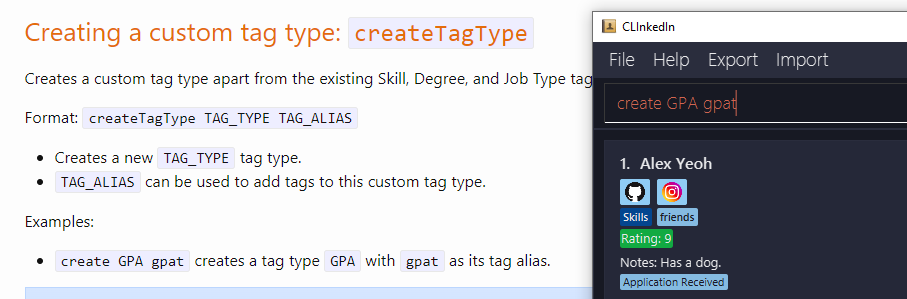 Creating a custom tag type: createTagType
Creates a custom tag type apart from the existing Skill, Degree, and Job Type tag
Format: createTagType TAG_TYPE TAG_ALIAS
Creates a new TAG_TYPE tag type.
TAG_ALIAS can be used to add tags to this custom tag type.
Examples:
create GPA gpat creates a tag type GPA with gpat as its tag alias.
CLInkedIn
File Help Export Import
create GPA gpat
1. Alex Yeoh
Skills friends
Rating: 9
Notes: Has a dog.
Application Received